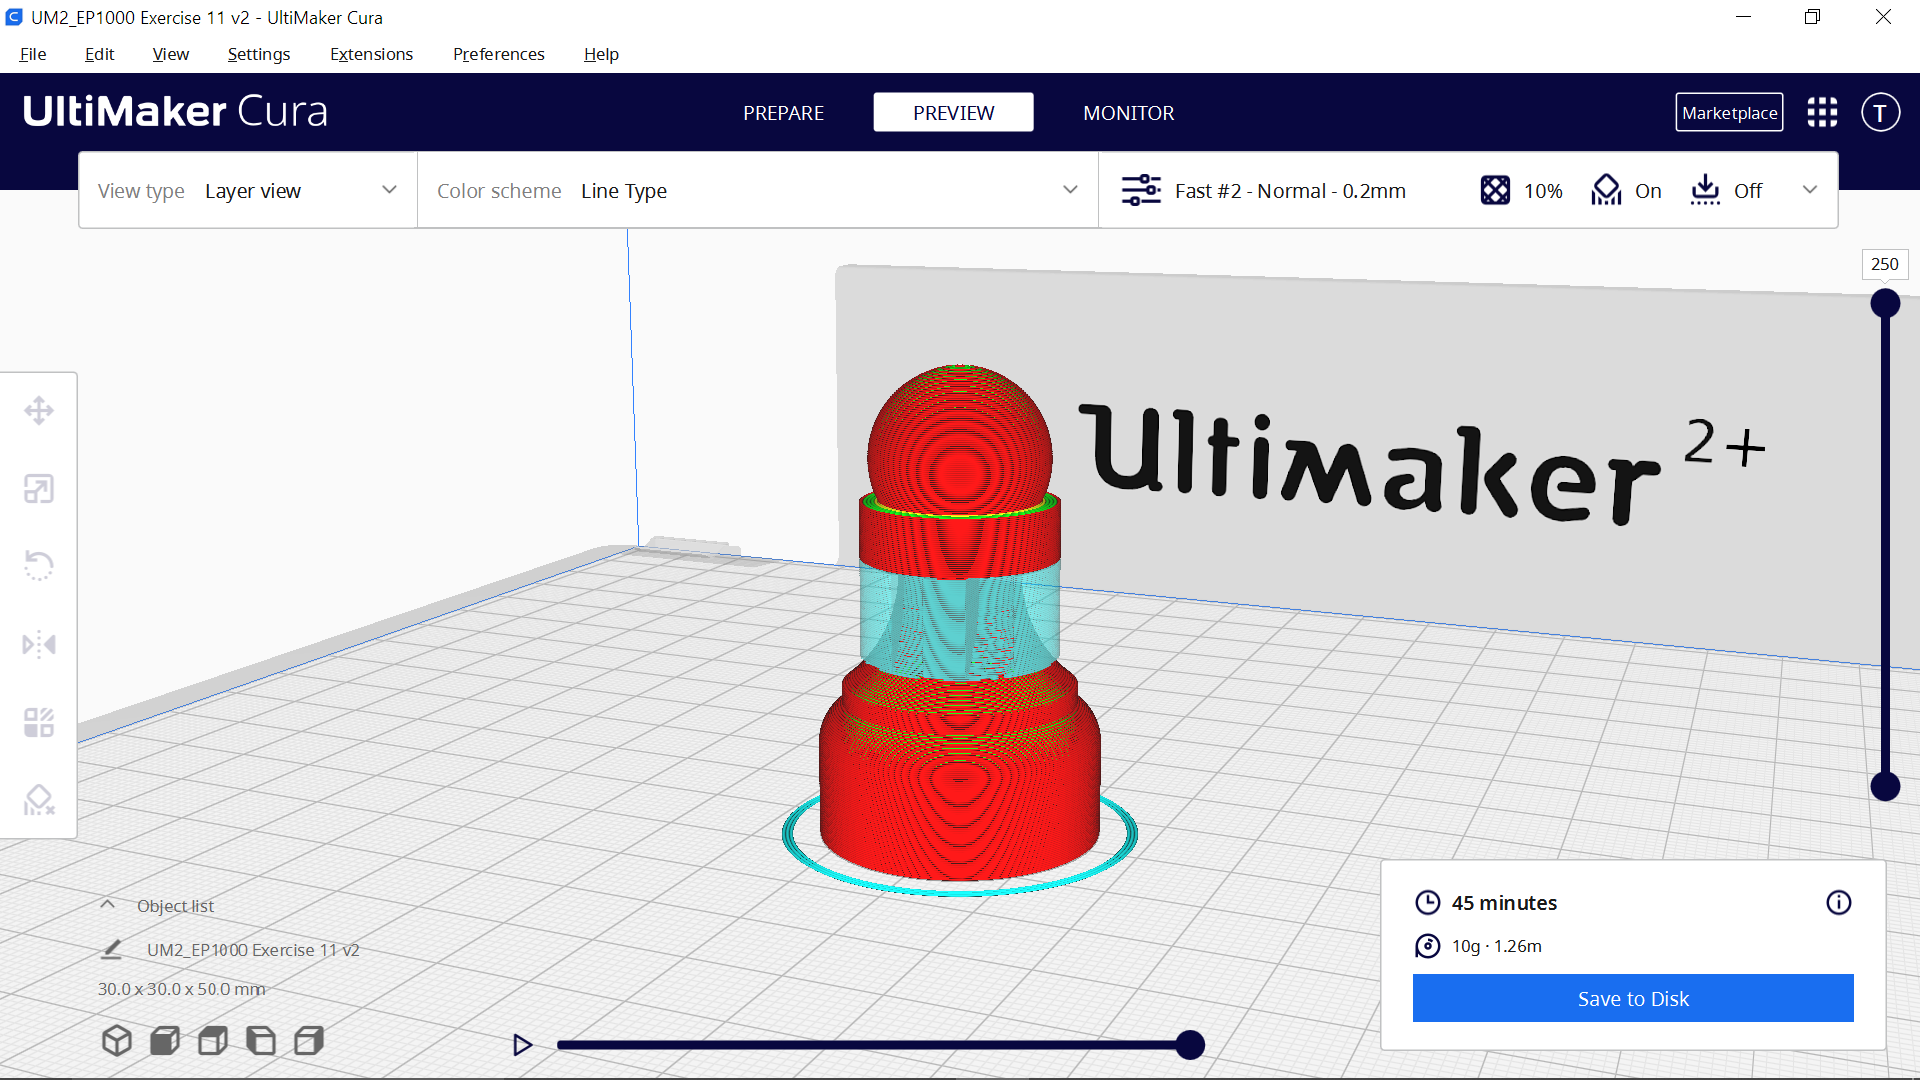 UM2_EP1000 Exercise 11 v2 - UltiMaker Cura
File Edit View Settings Extensions Preferences Help
UltiMaker Cura
PREPARE PREVIEW MONITOR
Marketplace T
View type Layer view
Color scheme Line Type
Fast #2 - Normal - 0.2mm 10% On Off
250
Ultimaker 2+
Object list
UM2_EP1000 Exercise 11 v2
30.0 x 30.0 x 50.0 mm
45 minutes
10g · 1.26m
Save to Disk